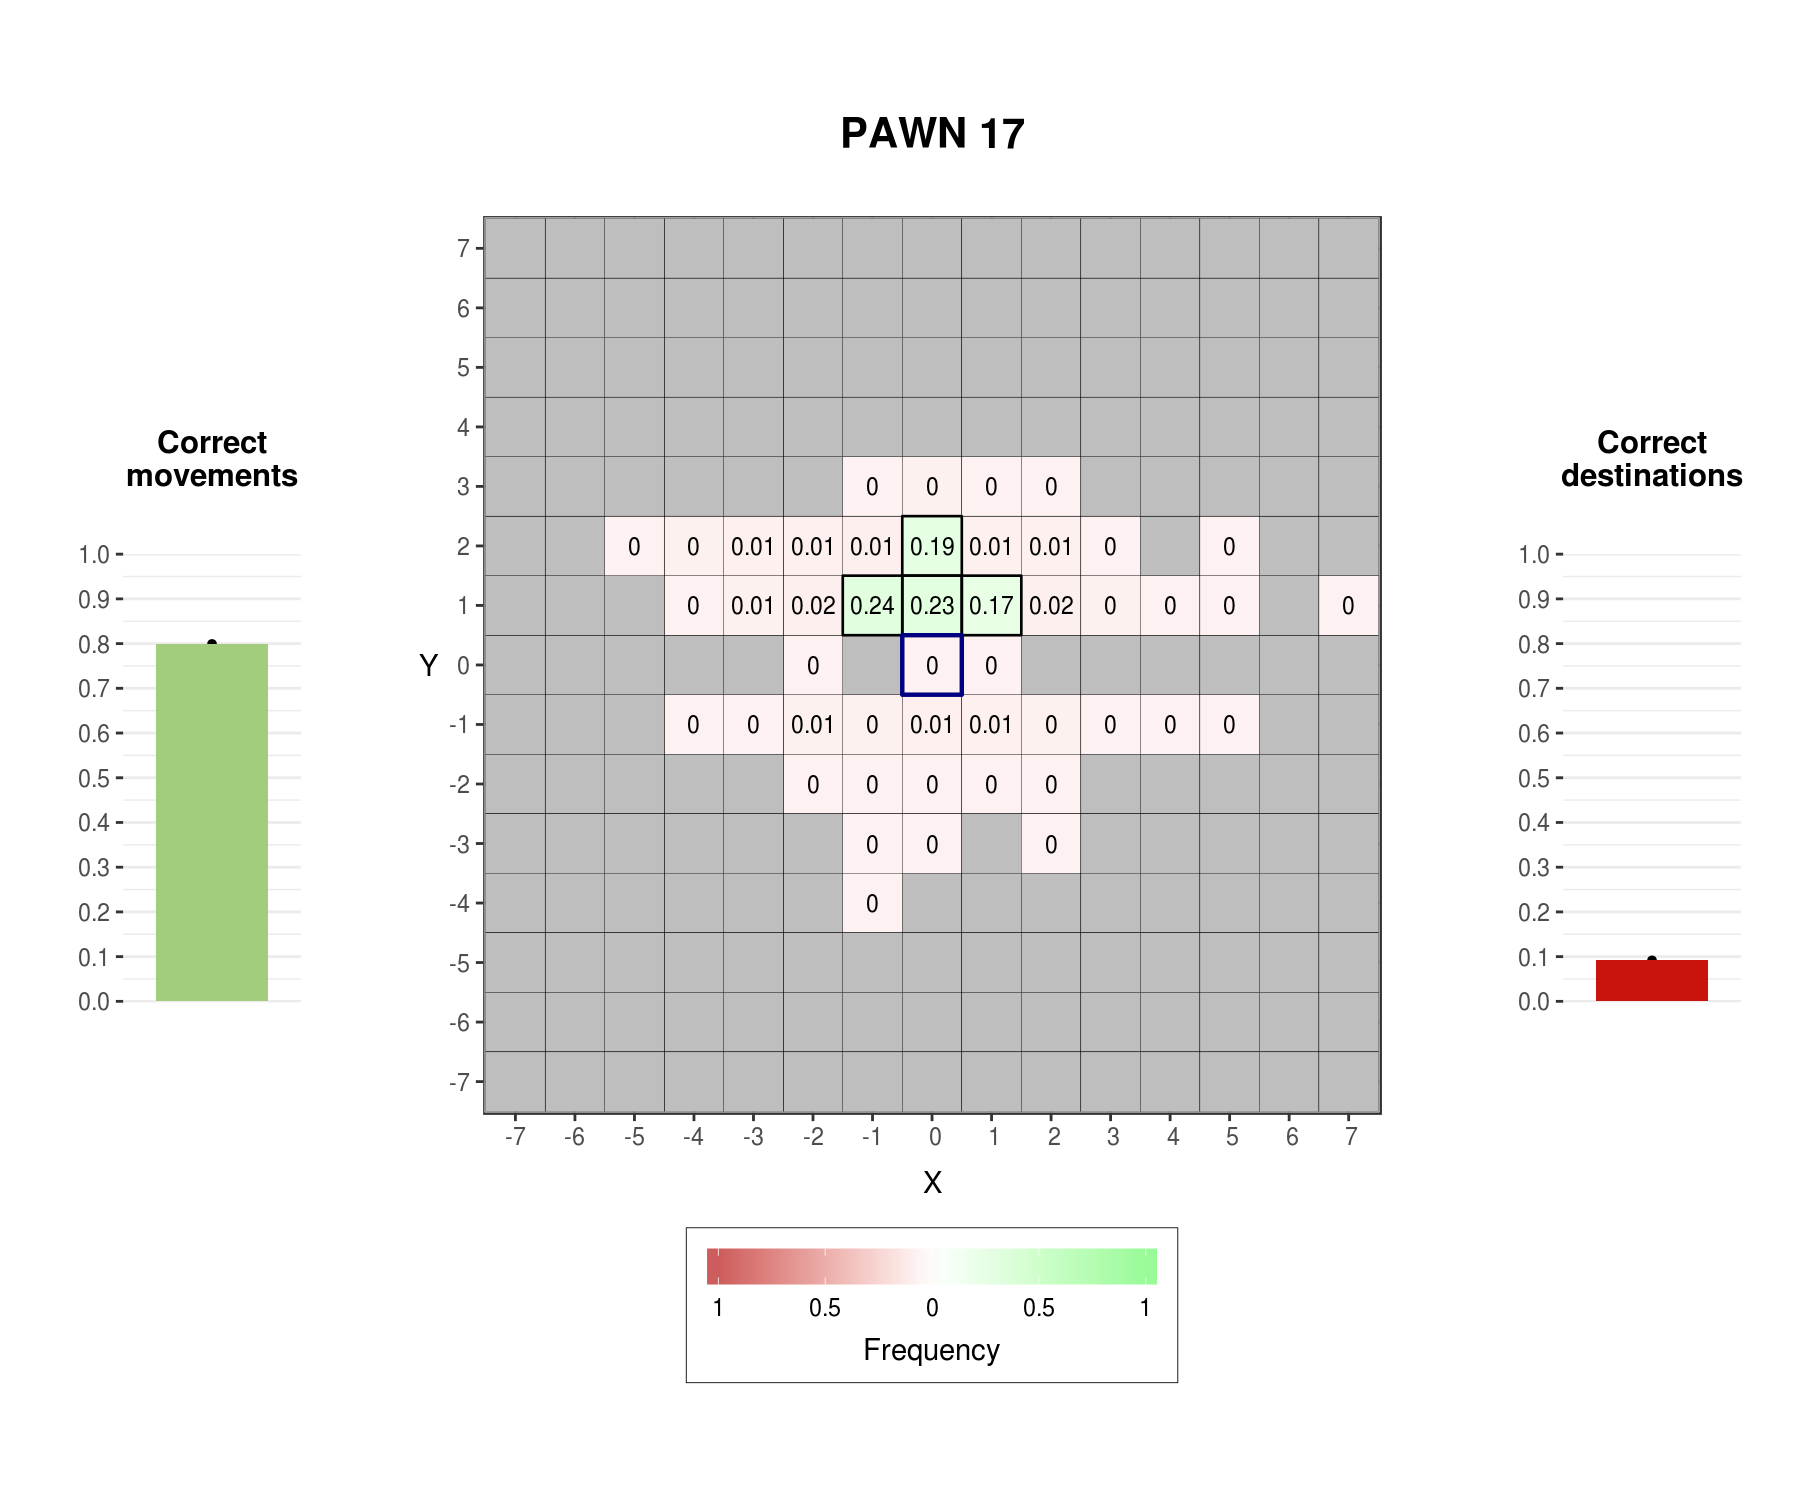 PAWN 17
Correct
movements
1.0
0.9
0.8
0.7
0.6
0.5
0.4
0.3
0.2
0.1
0.0
Y
7
6
5
4
3 0 0 0 0
2 0 0 0.01 0.01 0.01 0.19 0.01 0.01 0 0
1 0 0.01 0.02 0.24 0.23 0.17 0.02 0 0 0 0
0 0 0 0
-1 0 0 0.01 0 0.01 0.01 0 0 0 0
-2 0 0 0 0 0
-3 0 0 0
-4 0
-5
-6
-7
-7 -6 -5 -4 -3 -2 -1 0 1 2 3 4 5 6 7
X
1 0.5 0 0.5 1
Frequency
Correct
destinations
1.0
0.9
0.8
0.7
0.6
0.5
0.4
0.3
0.2
0.1
0.0